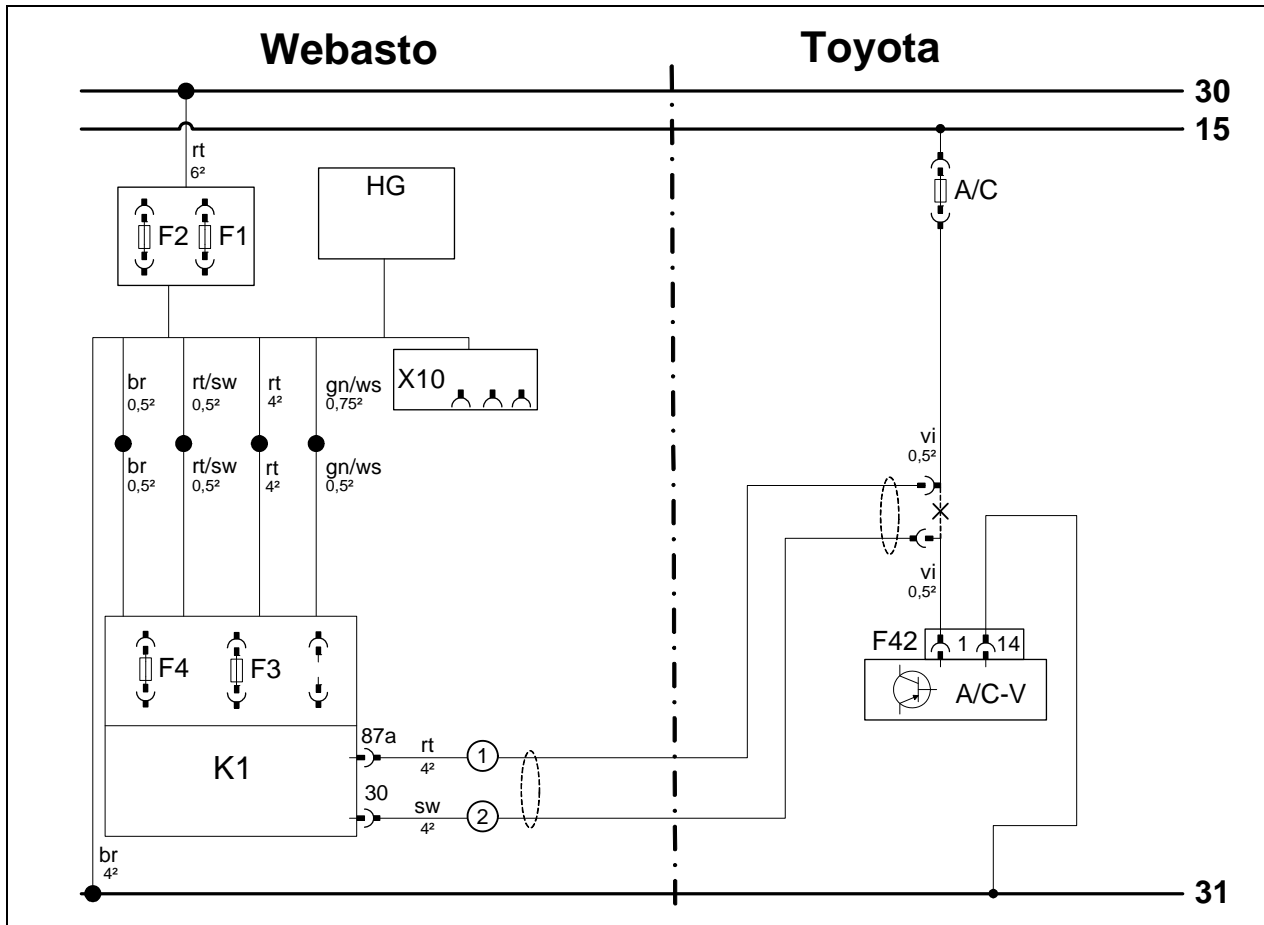 Webasto
Toyota
30
15
rt
6²
HG
A/C
F2
F1
X10
br
0,5²
rt/sw
0,5²
rt
4²
gn/ws
0,75²
br
0,5²
rt/sw
0,5²
rt
4²
gn/ws
0,5²
vi
0,5²
vi
0,5²
F42
1
14
A/C-V
F4
F3
K1
87a
rt
4²
1
30
sw
4²
2
br
4²
31